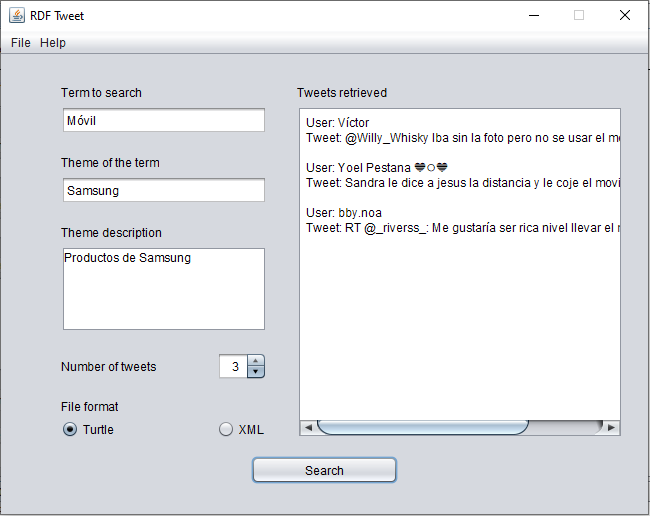 RDF Tweet
File Help
Term to search
Móvil
Theme of the term
Samsung
Theme description
Productos de Samsung
Number of tweets
3
File format
Turtle
XML
Tweets retrieved
User: Víctor
Tweet: @Willy_Whisky Iba sin la foto pero no se usar el
User: Yoel Pestana 🖤○🖤
Tweet: Sandra le dice a jesus la distancia y le coje el movi
User: bby.noa
Tweet: RT @_riverss_: Me gustaría ser rica nivel llevar el
Search